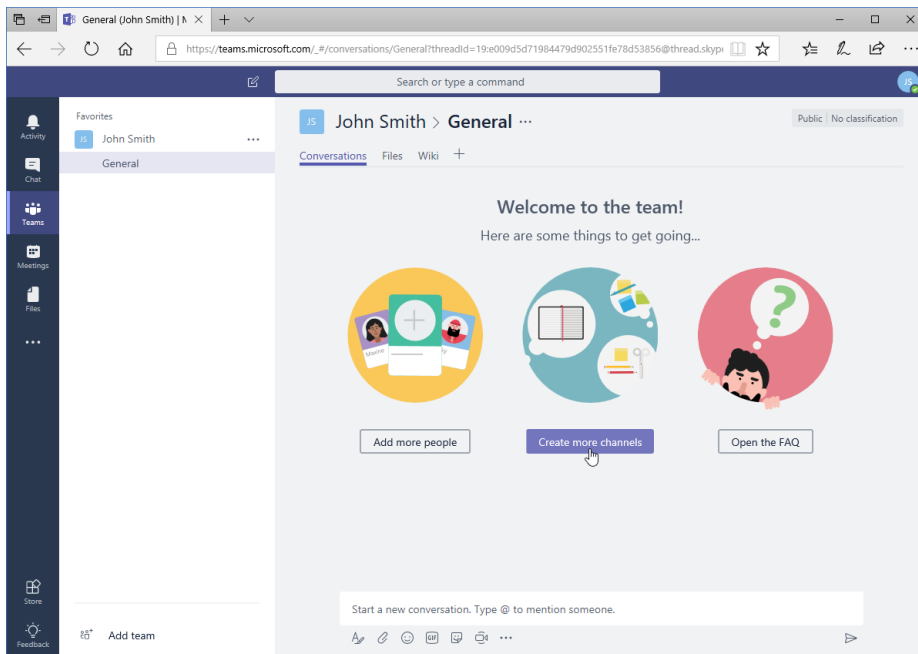 General (John Smith) | M
https://teams.microsoft.com/_#/conversations/General?threadId=19:e009d5d71984479d902551fe78d53856@thread.skype
Search or type a command
JS
Activity
Chat
Teams
Meetings
Files
Store
Feedback
Favorites
JS John Smith
General
Add team
JS John Smith > General
Public No classification
Conversations Files Wiki
Welcome to the team!
Here are some things to get going...
Maxine
Add more people
Create more channels
Open the FAQ
Start a new conversation. Type @ to mention someone.
GIF